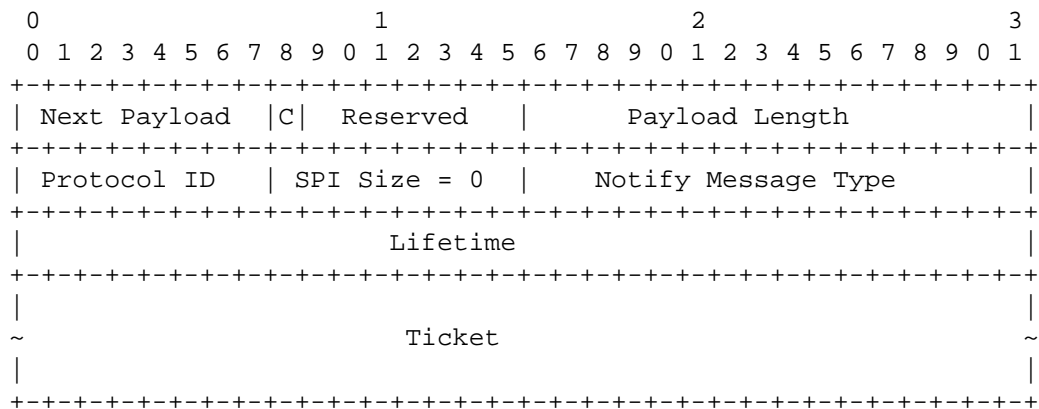 0                   1                   2                   3
 0 1 2 3 4 5 6 7 8 9 0 1 2 3 4 5 6 7 8 9 0 1 2 3 4 5 6 7 8 9 0 1
+-+-+-+-+-+-+-+-+-+-+-+-+-+-+-+-+-+-+-+-+-+-+-+-+-+-+-+-+-+-+-+-+
| Next Payload  |C|  Reserved   |      Payload Length           |
+-+-+-+-+-+-+-+-+-+-+-+-+-+-+-+-+-+-+-+-+-+-+-+-+-+-+-+-+-+-+-+-+
| Protocol ID   | SPI Size = 0  |    Notify Message Type        |
+-+-+-+-+-+-+-+-+-+-+-+-+-+-+-+-+-+-+-+-+-+-+-+-+-+-+-+-+-+-+-+-+
|                       Lifetime                                |
+-+-+-+-+-+-+-+-+-+-+-+-+-+-+-+-+-+-+-+-+-+-+-+-+-+-+-+-+-+-+-+-+
|                                                               |
~                        Ticket                                 ~
|                                                               |
+-+-+-+-+-+-+-+-+-+-+-+-+-+-+-+-+-+-+-+-+-+-+-+-+-+-+-+-+-+-+-+-+